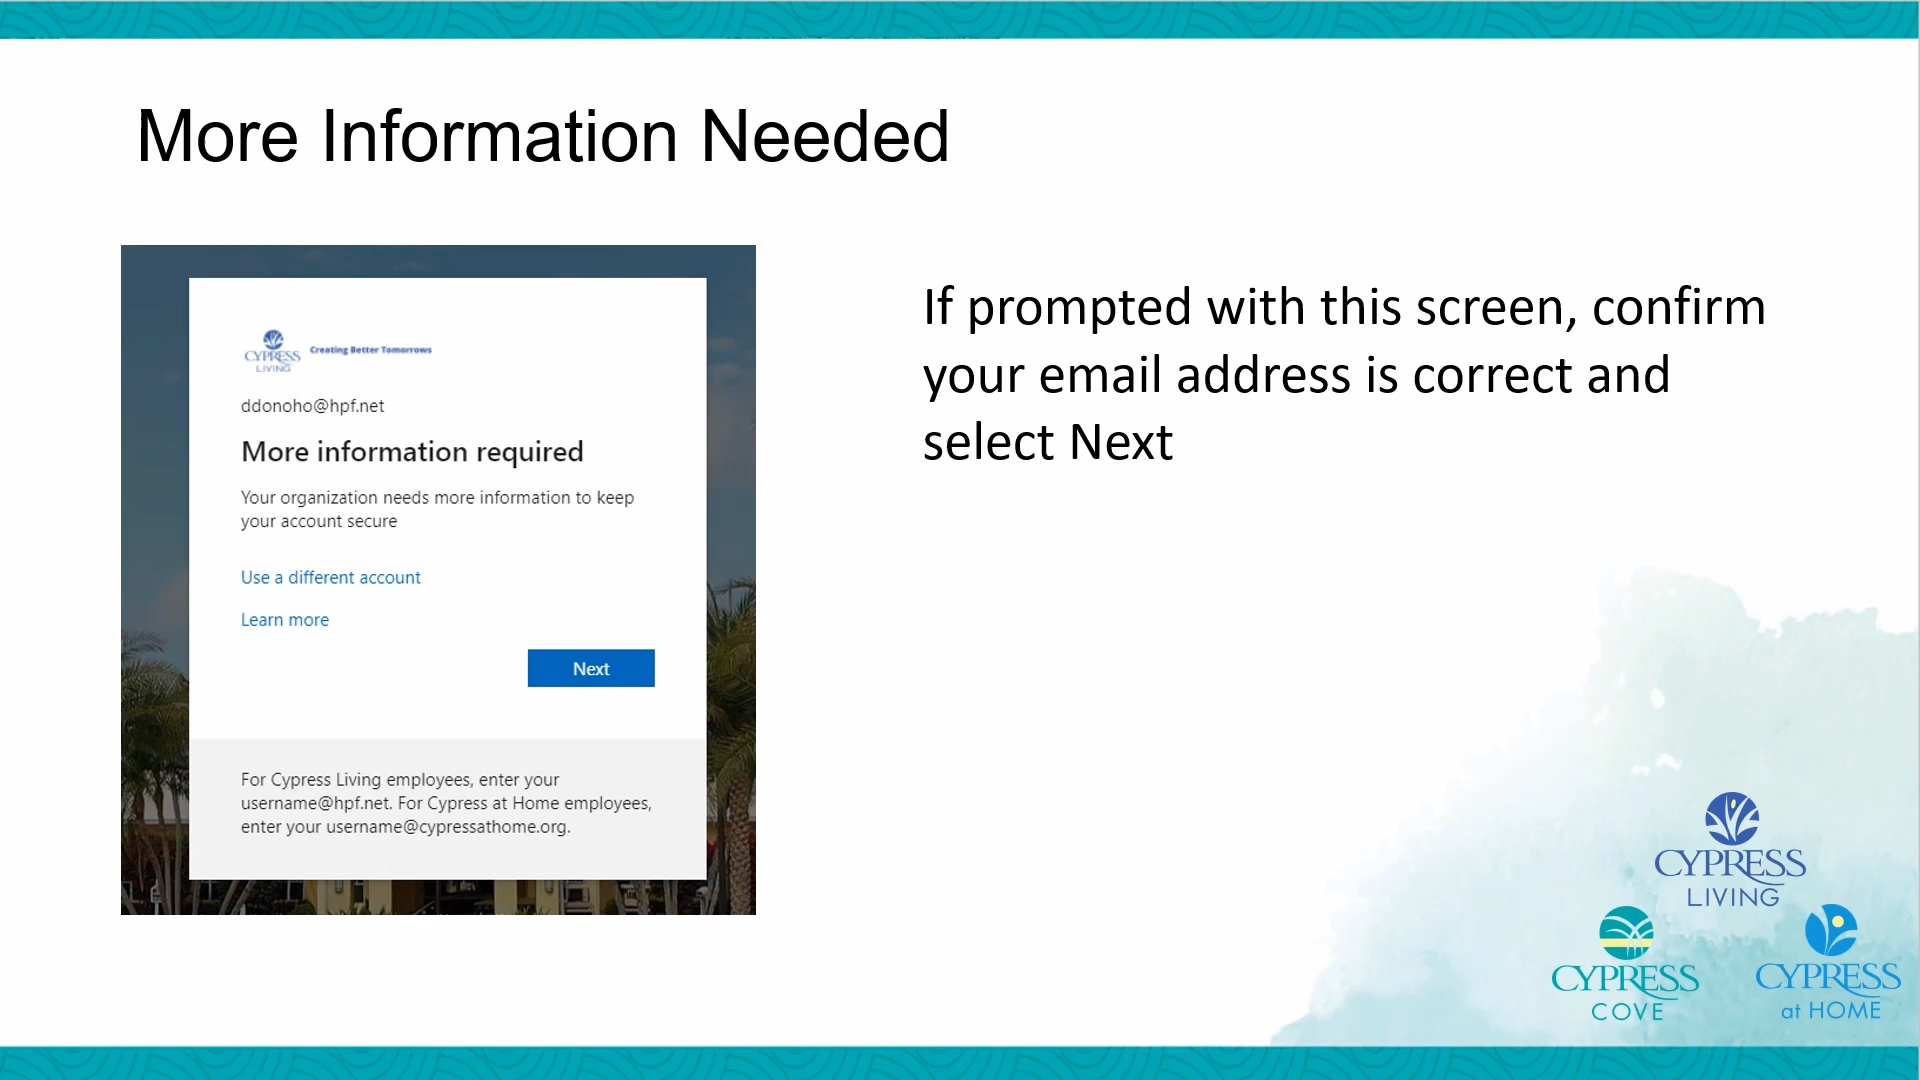 More Information Needed
CYPRESS
LIVING
Creating Better Tomorrows
ddonoho@hpf.net
More information required
Your organization needs more information to keep
your account secure
Use a different account
Learn more
Next
For Cypress Living employees, enter your
username@hpf.net. For Cypress at Home employees,
enter your username@cypressathome.org.
If prompted with this screen, confirm
your email address is correct and
select Next
CYPRESS
LIVING
CYPRESS
COVE
CYPRESS
at HOME